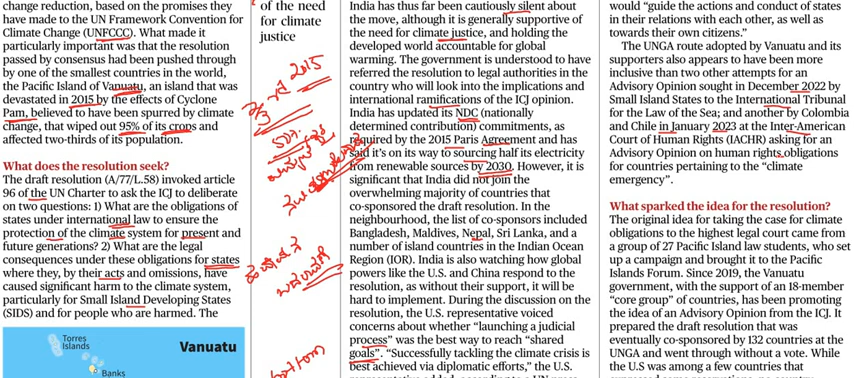 change reduction, based on the promises they
have made to the UN Framework Convention for
Climate Change (UNFCCC). What made it
particularly important was that the resolution
passed by consensus had been pushed through
by one of the smallest countries in the world,
the Pacific Island of Vanuatu, an island that was
devastated in 2015 by the effects of Cyclone
Pam, believed to have been spurred by climate
change, that wiped out 95% of its crops and
affected two-thirds of its population.
What does the resolution seek?
The draft resolution (A/77/L.58) invoked article
96 of the UN Charter to ask the ICJ to deliberate
on two questions: 1) What are the obligations of
states under international law to ensure the
protection of the climate system for present and
future generations? 2) What are the legal
consequences under these obligations for states
where they, by their acts and omissions, have
caused significant harm to the climate system,
particularly for Small Island Developing States
(SIDS) and for people who are harmed. The
Torres
Islands
Vanuatu
Banks
of the need
for climate
justice
2015
India has thus far been cautiously silent about
the move, although it is generally supportive of
the need for climate justice, and holding the
developed world accountable for global
warming. The government is understood to have
referred the resolution to legal authorities in the
country who will look into the implications and
international ramifications of the ICJ opinion.
India has updated its NDC (nationally
determined contribution) commitments, as
required by the 2015 Paris Agreement and has
said it's on its way to sourcing half its electricity
from renewable sources by 2030. However, it is
significant that India did not join the
overwhelming majority of countries that
co-sponsored the draft resolution. In the
neighbourhood, the list of co-sponsors included
Bangladesh, Maldives, Nepal, Sri Lanka, and a
number of island countries in the Indian Ocean
Region (IOR). India is also watching how global
powers like the U.S. and China respond to the
resolution, as without their support, it will be
hard to implement. During the discussion on the
resolution, the U.S. representative voiced
concerns about whether "launching a judicial
process" was the best way to reach "shared
goals". "Successfully tackling the climate crisis is
best achieved via diplomatic efforts," the U.S.
would "guide the actions and conduct of states
in their relations with each other, as well as
towards their own citizens."
The UNGA route adopted by Vanuatu and its
supporters also appears to have been more
inclusive than two other attempts for an
Advisory Opinion sought in December 2022 by
Small Island States to the International Tribunal
for the Law of the Sea; and another by Colombia
and Chile in January 2023 at the Inter-American
Court of Human Rights (IACHR) asking for an
Advisory Opinion on human rights obligations
for countries pertaining to the "climate
emergency".
What sparked the idea for the resolution?
The original idea for taking the case for climate
obligations to the highest legal court came from
a group of 27 Pacific Island law students, who set
up a campaign and brought it to the Pacific
Islands Forum. Since 2019, the Vanuatu
government, with the support of an 18-member
"core group" of countries, has been promoting
the idea of an Advisory Opinion from the ICJ. It
prepared the draft resolution that was
eventually co-sponsored by 132 countries at the
UNGA and went through without a vote. While
the U.S was among a few countries that